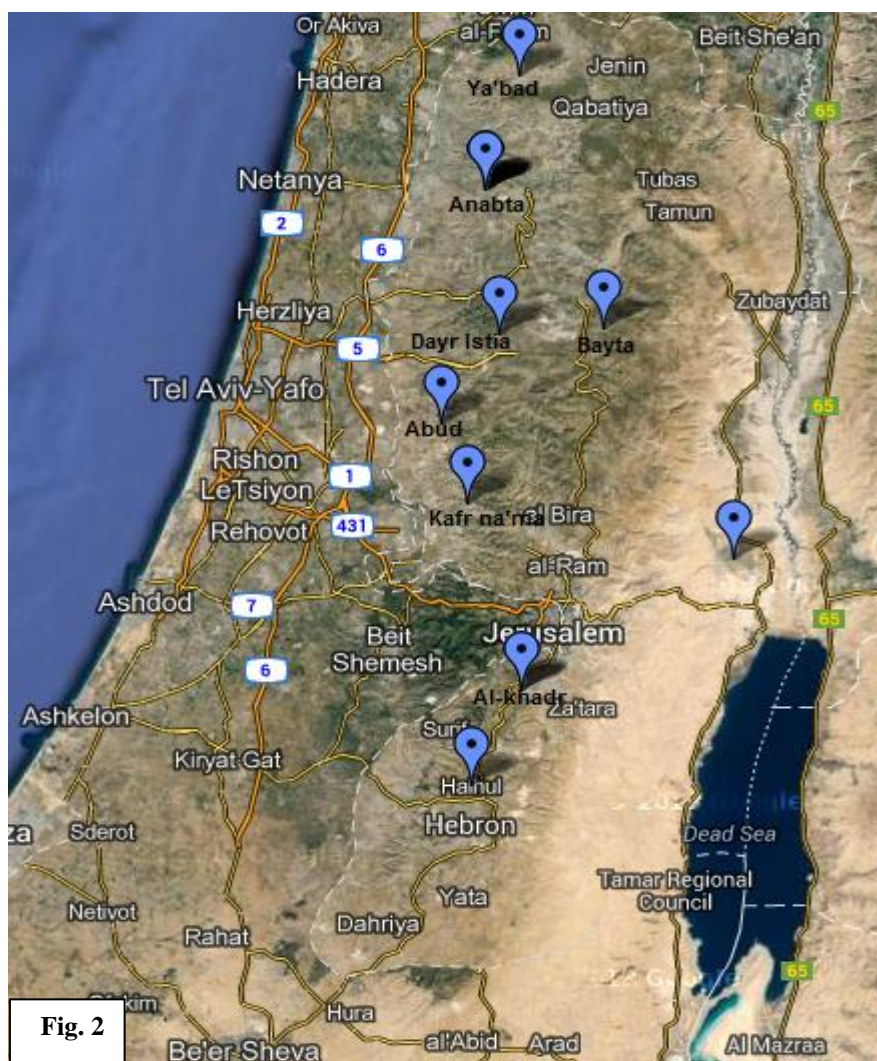 Or Akiva
Beit She'an
Hadera
Jenin
Ya'bad
Qabatiya
65
Netanya
Anabta
Tubas
Tamun
2
6
Herzliya
Zubaydat
5
Dayr Istia
Bayta
Tel Aviv-Yafo
65
Abud
Rishon
LeTsiyon
1
Kafr na'ma
al Bira
Rehovot
431
al-Ram
Ashdod
7
65
Beit
Shemesh
Jerusalem
6
Al-khadr
Za'tara
Ashkelon
Surif
Kiryat Gat
Halhul
Hebron
Google
Dead Sea
za
Sderot
Tamar Regional
Council
Yata
Netivot
Dahriya
Rahat
65
Google
Fig. 2
Hura
al'Abid
Arad
Al Mazraa
Be'er Sheva